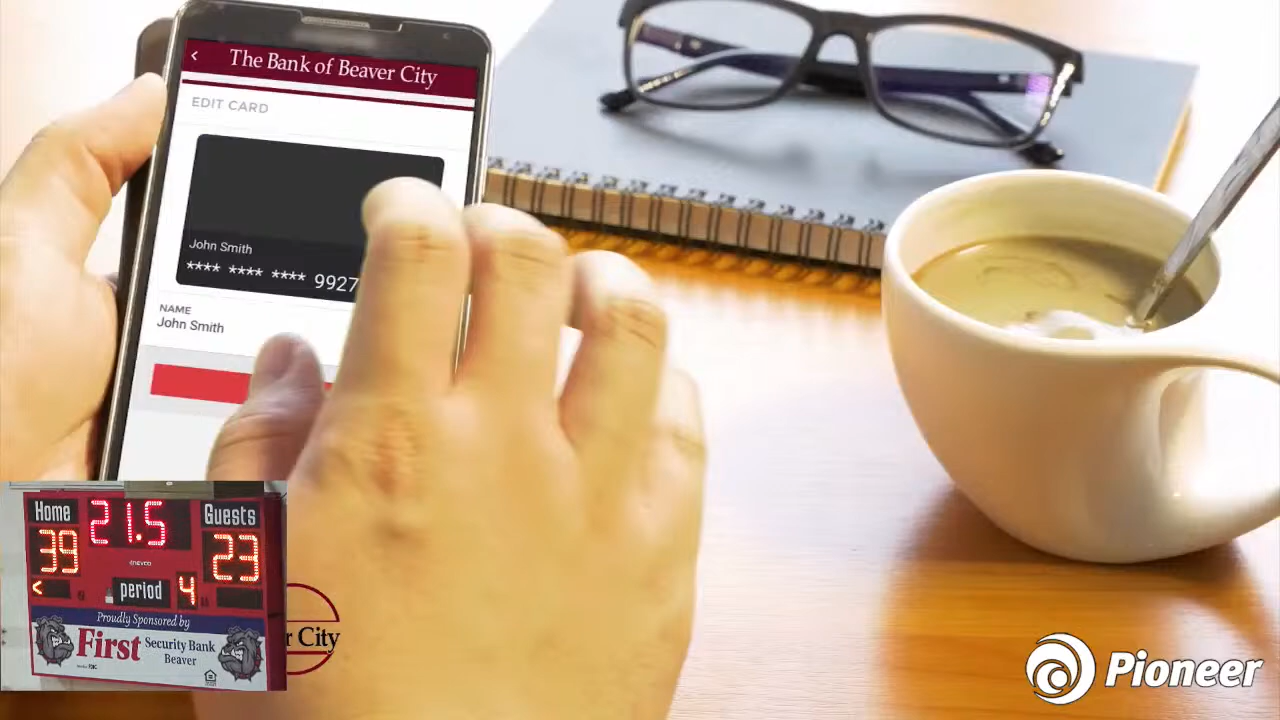 <
The Bank of Beaver City
EDIT CARD
John Smith
**** **** **** 9927
NAME
John Smith
Home
21.5
Guests
39
23
<
period
4
Proudly Sponsored by
First
Security Bank
Beaver
r City
Pioneer